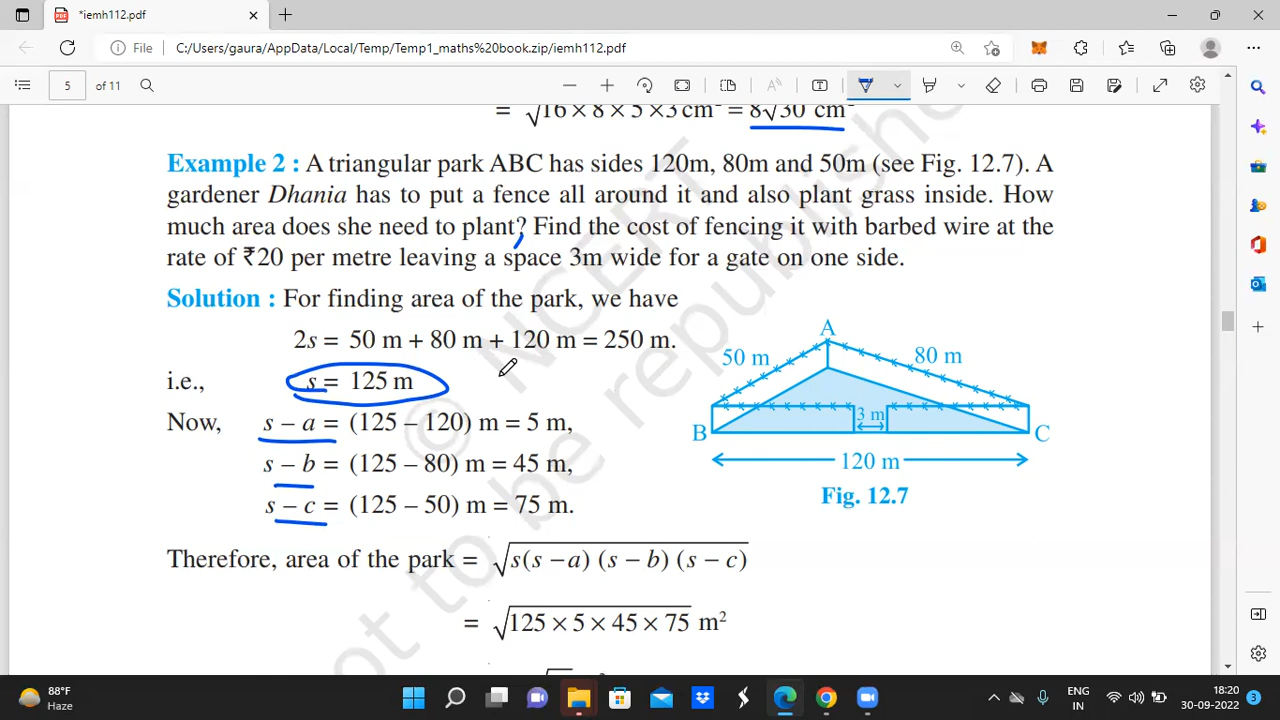 *iemh112.pdf
File C:/Users/gaura/AppData/Local/Temp/Temp1_maths%20book.zip/iemh112.pdf
5 of 11
= √16 × 8 × 5 × 3 cm² = 8√30 cm²
Example 2 : A triangular park ABC has sides 120m, 80m and 50m (see Fig. 12.7). A
gardener Dhania has to put a fence all around it and also plant grass inside. How
much area does she need to plant? Find the cost of fencing it with barbed wire at the
rate of ₹20 per metre leaving a space 3m wide for a gate on one side.
Solution : For finding area of the park, we have
2s = 50 m + 80 m + 120 m = 250 m.
i.e., s = 125 m
Now, s – a = (125 – 120) m = 5 m,
s – b = (125 – 80) m = 45 m,
s – c = (125 – 50) m = 75 m.
A
50 m
80 m
3 m
B
C
120 m
Fig. 12.7
Therefore, area of the park = √s(s – a) (s – b) (s – c)
= √125 × 5 × 45 × 75 m²
© NCERT
not to be republished
88°F
Haze
ENG
IN
18:20
30-09-2022
3